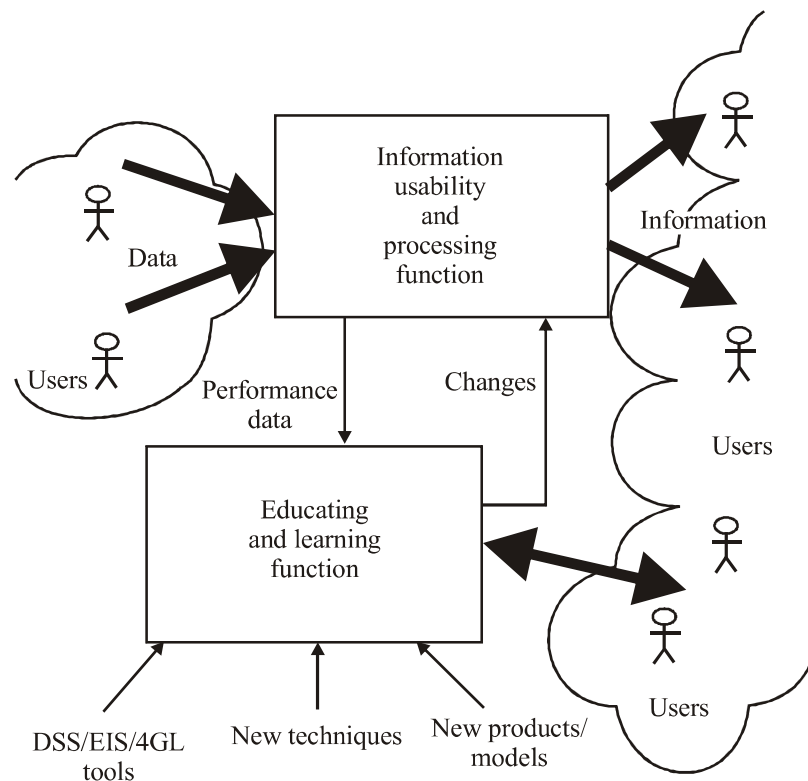 Information
usability
and
processing
function
Information
Data
Users
Performance
data
Changes
Users
Educating
and learning
function
Users
DSS/EIS/4GL
tools
New techniques
New products/
models